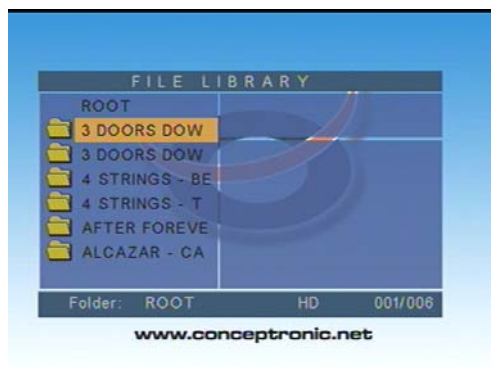 FILE LIBRARY
ROOT
3 DOORS DOW
3 DOORS DOW
4 STRINGS - BE
4 STRINGS - T
AFTER FOREVE
ALCAZAR - CA
Folder: ROOT HD 001/006
www.conceptronic.net